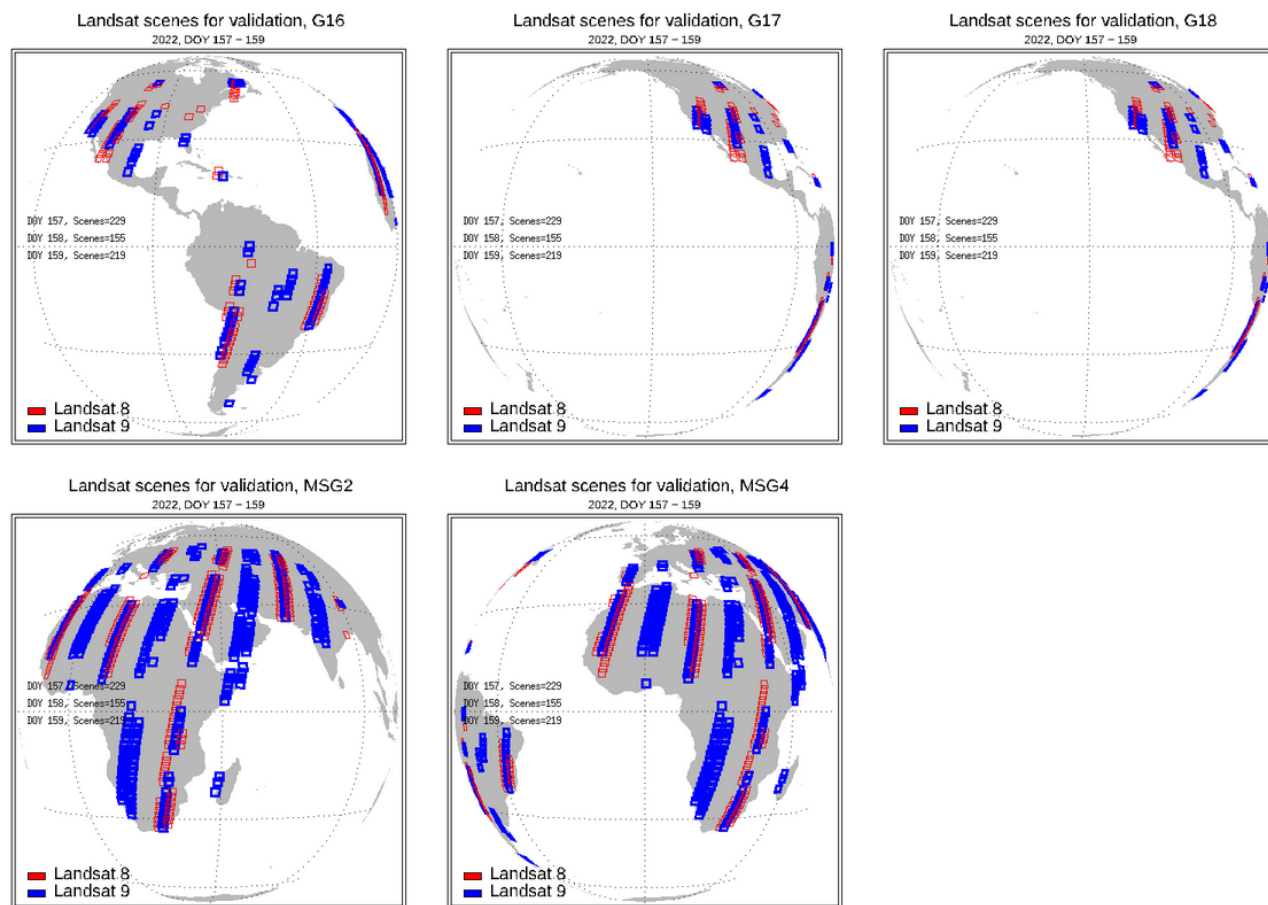 Landsat scenes for validation, G16
2022, DOY 157 – 159
DOY 157, Scenes=229
DOY 158, Scenes=155
DOY 159, Scenes=219
Landsat 8
Landsat 9
Landsat scenes for validation, G17
2022, DOY 157 – 159
DOY 157, Scenes=229
DOY 158, Scenes=155
DOY 159, Scenes=219
Landsat 8
Landsat 9
Landsat scenes for validation, G18
2022, DOY 157 – 159
DOY 157, Scenes=229
DOY 158, Scenes=155
DOY 159, Scenes=219
Landsat 8
Landsat 9
Landsat scenes for validation, MSG2
2022, DOY 157 – 159
DOY 157, Scenes=229
DOY 158, Scenes=155
DOY 159, Scenes=219
Landsat 8
Landsat 9
Landsat scenes for validation, MSG4
2022, DOY 157 – 159
DOY 157, Scenes=229
DOY 158, Scenes=155
DOY 159, Scenes=219
Landsat 8
Landsat 9